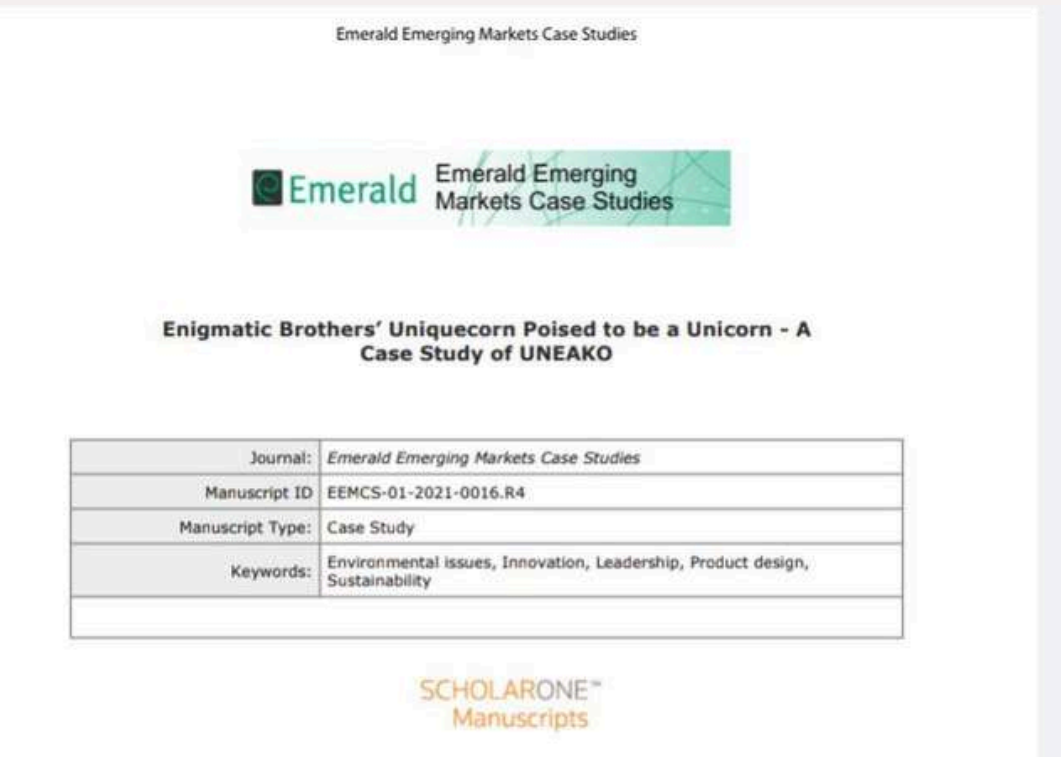 Emerald Emerging Markets Case Studies
Emerald
Emerald Emerging
Markets Case Studies
Enigmatic Brothers' Uniquecorn Poised to be a Unicorn - A
Case Study of UNEAKO
Journal: Emerald Emerging Markets Case Studies
Manuscript ID EEMCS-01-2021-0016.R4
Manuscript Type: Case Study
Keywords: Environmental issues, Innovation, Leadership, Product design,
Sustainability
SCHOLARONE™
Manuscripts